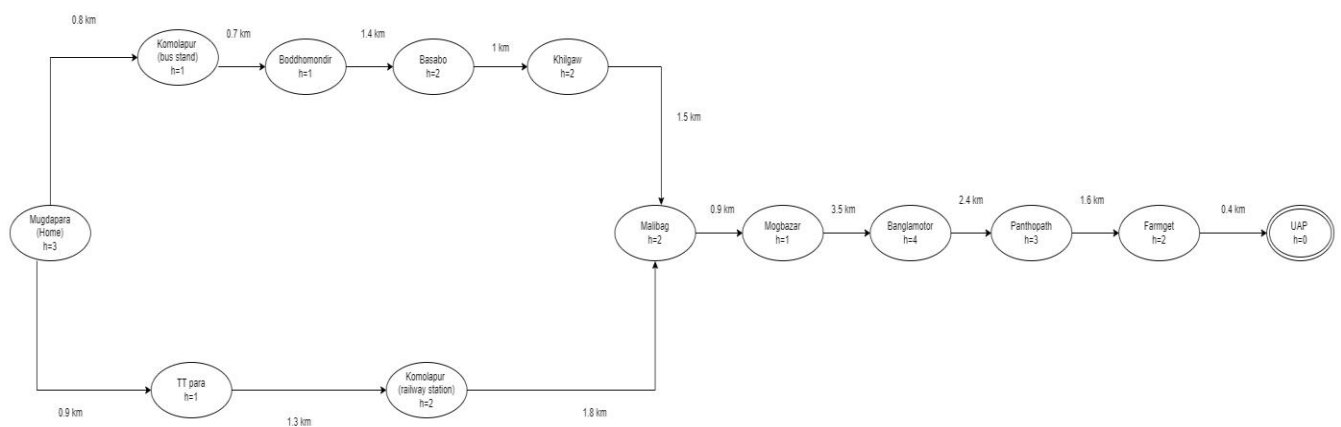 0.8 km
Komolapur
(bus stand)
h=1
0.7 km
Boddhomondir
h=1
1.4 km
Basabo
h=2
1 km
Khilgaw
h=2
1.5 km
Mugdapara
(Home)
h=3
0.9 km
TT para
h=1
1.3 km
Komolapur
(railway station)
h=2
1.8 km
Malibag
h=2
0.9 km
Mogbazar
h=1
3.5 km
Banglamotor
h=4
2.4 km
Panthopath
h=3
1.6 km
Farmget
h=2
0.4 km
UAP
h=0